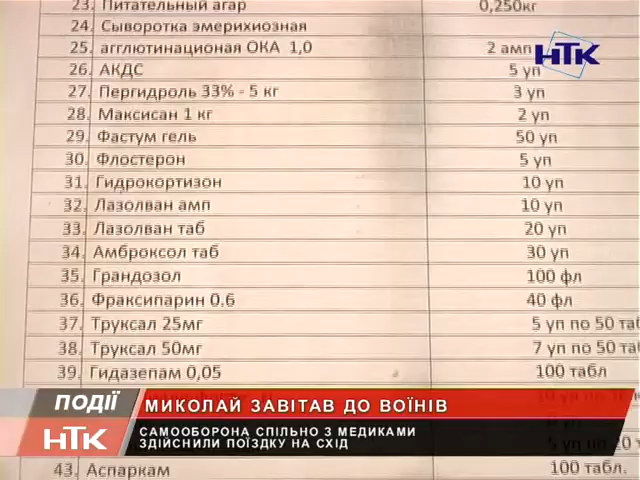 23. Питательный агар 0,250кг
24. Сыворотка эмерихиозная
25. агглютинационая ОКА 1,0 2 амп
26. АКДС 5 уп
27. Пергидроль 33% - 5 кг 3 уп
28. Максисан 1 кг 2 уп
29. Фастум гель 50 уп
30. Флостерон 5 уп
31. Гидрокортизон 10 уп
32. Лазолван амп 10 уп
33. Лазолван таб 20 уп
34. Амброксол таб 30 уп
35. Грандозол 100 фл
36. Фраксипарин 0.6 40 фл
37. Труксал 25мг 5 уп по 50 табл
38. Труксал 50мг 7 уп по 50 таб
39. Гидазепам 0,05 100 табл
43. Аспаркам 100 табл.
НТК
ПОДІЇ
НТК
МИКОЛАЙ ЗАВІТАВ ДО ВОЇНІВ
САМООБОРОНА СПІЛЬНО З МЕДИКАМИ
ЗДІЙСНИЛИ ПОЇЗДКУ НА СХІД